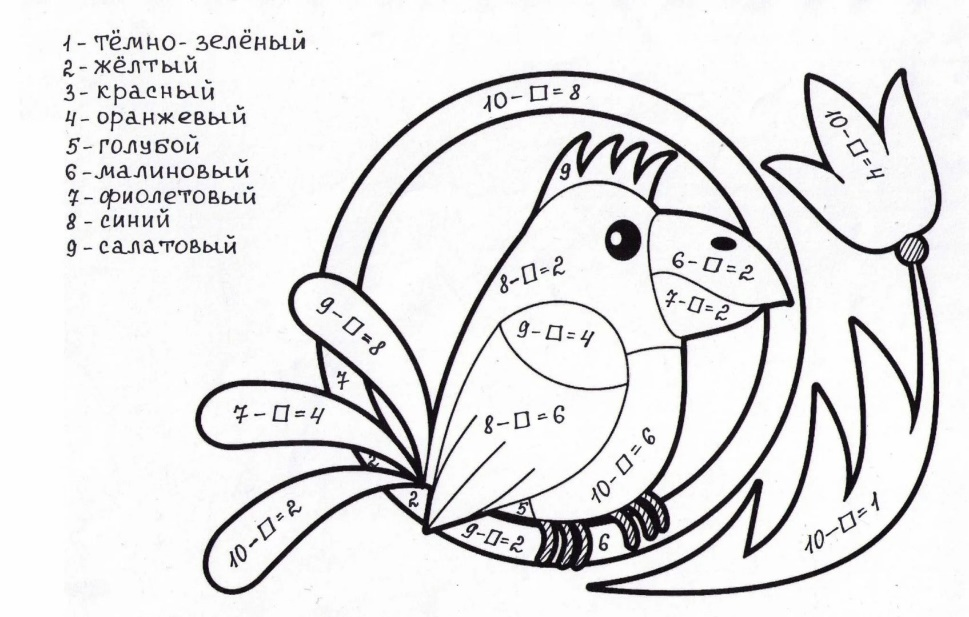 1 - тёмно-зелёный
2 - жёлтый
3 - красный
4 - оранжевый
5 - голубой
6 - малиновый
7 - фиолетовый
8 - синий
9 - салатовый
10-□=8
10-□=4
9
8-□=2
6-□=2
7-□=2
9-□=4
9-□=8
7
7-□=4
8-□=6
10-□=6
2
2
10-□=2
5
9-□=2
6
10-□=1